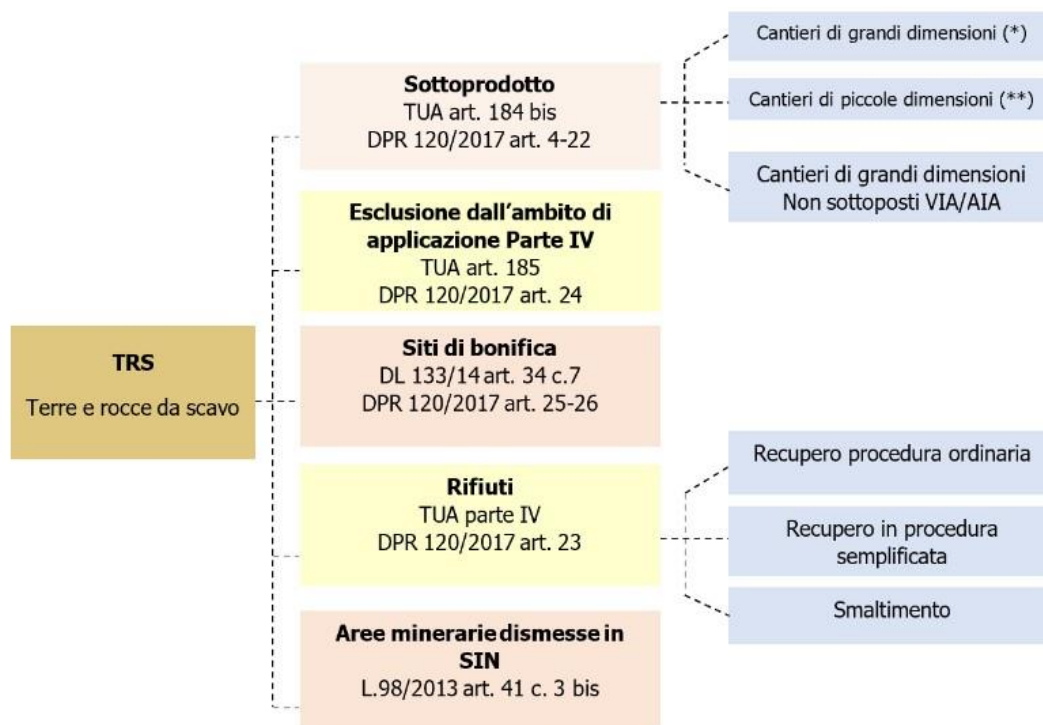 TRS
Terre e rocce da scavo
Sottoprodotto
TUA art. 184 bis
DPR 120/2017 art. 4-22
Cantieri di grandi dimensioni (*)
Cantieri di piccole dimensioni (**)
Cantieri di grandi dimensioni
Non sottoposti VIA/AIA
Esclusione dall'ambito di
applicazione Parte IV
TUA art. 185
DPR 120/2017 art. 24
Siti di bonifica
DL 133/14 art. 34 c.7
DPR 120/2017 art. 25-26
Rifiuti
TUA parte IV
DPR 120/2017 art. 23
Recupero procedura ordinaria
Recupero in procedura
semplificata
Smaltimento
Aree minerarie dismesse in
SIN
L.98/2013 art. 41 c. 3 bis